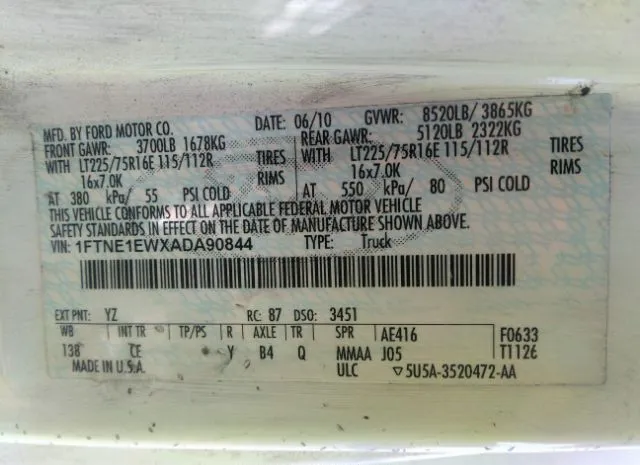 MFD. BY FORD MOTOR CO. DATE: 06/10 GVWR: 8520LB/ 3865KG
FRONT GAWR: 3700LB 1678KG REAR GAWR: 5120LB 2322KG
WITH LT225/75R16E 115/112R TIRES WITH LT225/75R16E 115/112R TIRES
16x7.0K RIMS 16x7.0K RIMS
AT 380 kPa/ 55 PSI COLD AT 550 kPa/ 80 PSI COLD
THIS VEHICLE CONFORMS TO ALL APPLICABLE FEDERAL MOTOR VEHICLE
SAFETY STANDARDS IN EFFECT ON THE DATE OF MANUFACTURE SHOWN ABOVE.
VIN: 1FTNE1EWXADA90844 TYPE: Truck
EXT PNT: YZ RC: 87 DSO: 3451
WB INT TR TP/PS R AXLE TR SPR AE416 F0633
138 CE Y B4 Q MMAA J05 T1126
MADE IN U.S.A. ULC ▽5U5A-3520472-AA